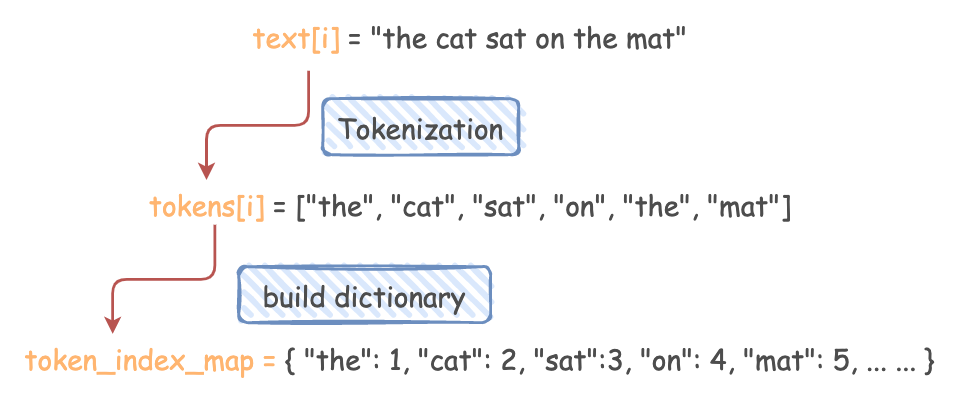 text[i] = "the cat sat on the mat"
Tokenization
tokens[i] = ["the", "cat", "sat", "on", "the", "mat"]
build dictionary
token_index_map = { "the": 1, "cat": 2, "sat":3, "on": 4, "mat": 5, ... ... }